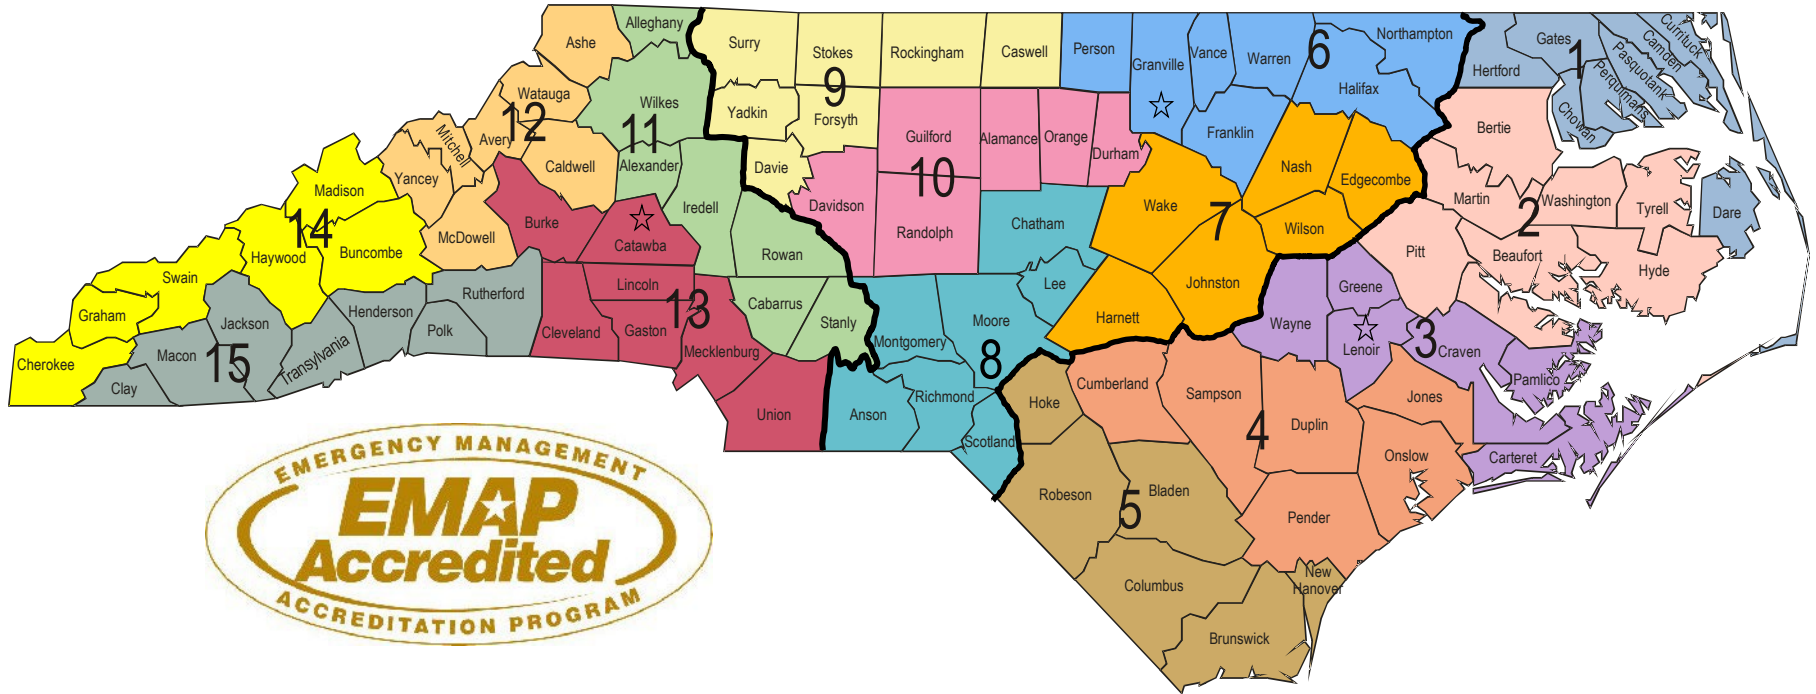 Alleghany
Ashe
Surry
Stokes
Rockingham
Caswell
Person
Granville
Vance
Warren
6
Northampton
Halifax
Hertford
Gates
1
Currituck
Camden
Pasquotank
Perquimans
Chowan
Watauga
12
Avery
Mitchell
Wilkes
11
Yadkin
9
Forsyth
Guilford
Alamance
Orange
Durham
Franklin
Nash
Edgecombe
Bertie
Madison
Yancey
Caldwell
Alexander
Davie
10
Davidson
Randolph
Chatham
Wake
7
Wilson
Martin
2
Washington
Tyrell
Dare
14
Haywood
Buncombe
McDowell
Burke
Catawba
Iredell
Rowan
Lee
Johnston
Pitt
Beaufort
Hyde
Swain
Graham
Jackson
Henderson
Rutherford
Polk
Lincoln
13
Cabarrus
Stanly
Moore
Montgomery
8
Harnett
Wayne
Greene
Lenoir
3
Craven
Pamlico
Cherokee
Clay
Macon
15
Transylvania
Cleveland
Gaston
Mecklenburg
Union
Anson
Richmond
Scotland
Hoke
Cumberland
Sampson
4
Duplin
Jones
Onslow
Carteret
Robeson
5
Bladen
Pender
Columbus
New
Hanover
Brunswick
EMERGENCY MANAGEMENT
EMAP
Accredited
ACCREDITATION PROGRAM